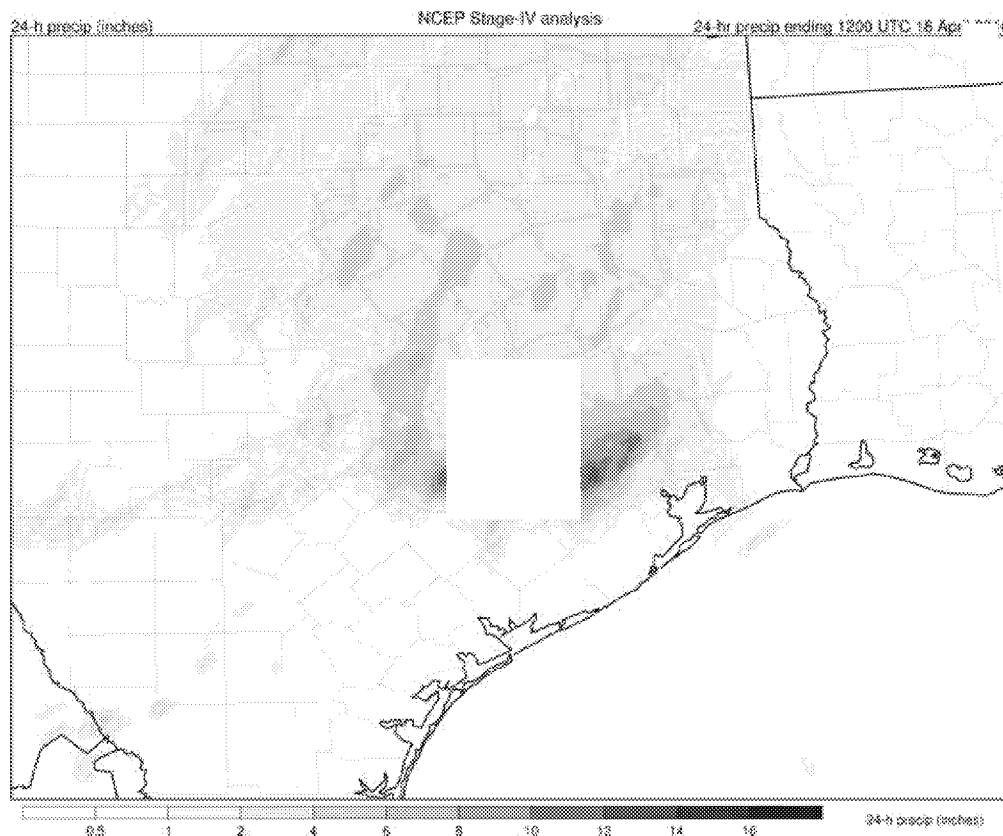 NCEP Stage-IV analysis
24-h precip (inches) 24-hr precip ending 1200 UTC 18 Apr
0.5 1 2 4 6 8 10 12 14 16 24-h precip (inches)